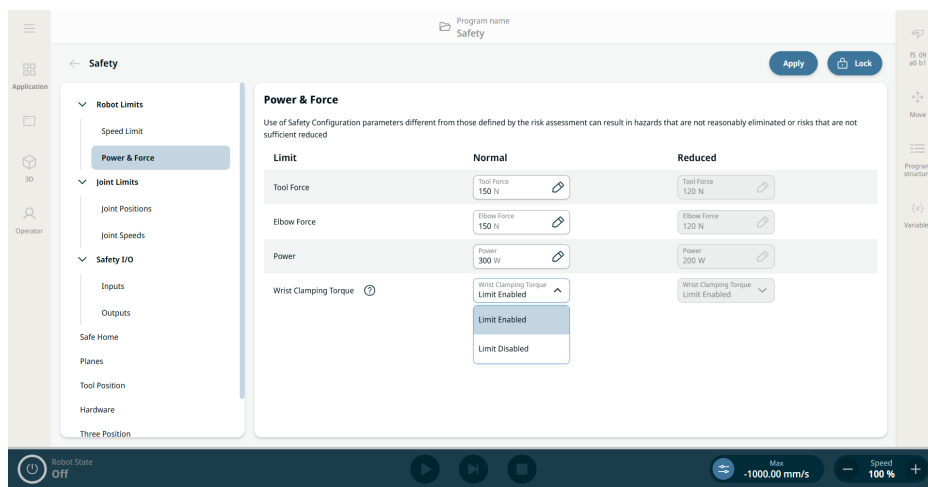 Program name
Safety
Safety
Apply
Lock
f5 09
a0 b1
Application
Move
3D
Program
structur
Operator
{x}
Variable
Robot Limits
Speed Limit
Power & Force
Joint Limits
Joint Positions
Joint Speeds
Safety I/O
Inputs
Outputs
Safe Home
Planes
Tool Position
Hardware
Three Position
Power & Force
Use of Safety Configuration parameters different from those defined by the risk assessment can result in hazards that are not reasonably eliminated or risks that are not
sufficient reduced
Limit Normal Reduced
Tool Force
Tool Force
150 N
Tool Force
120 N
Elbow Force
Elbow Force
150 N
Elbow Force
120 N
Power
Power
300 W
Power
200 W
Wrist Clamping Torque ?
Wrist Clamping Torque
Limit Enabled
Wrist Clamping Torque
Limit Enabled
Limit Enabled
Limit Disabled
Robot State
Off
Max
-1000.00 mm/s
Speed
100 %